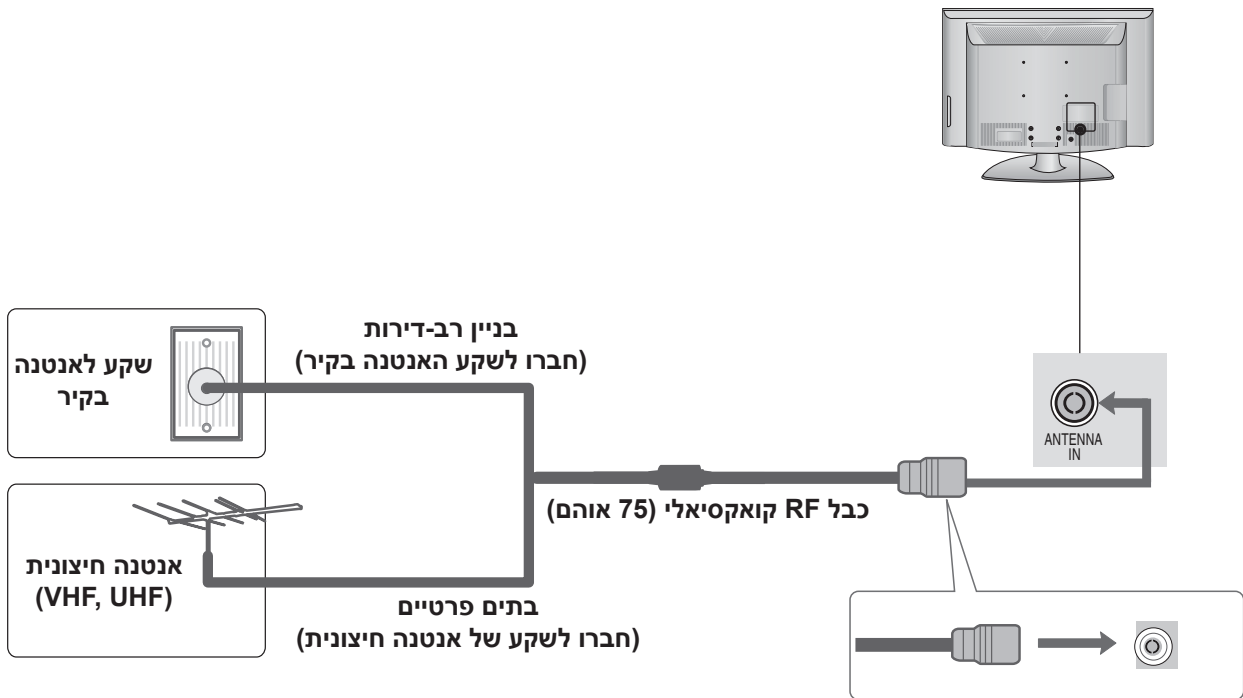 בניין רב-דירות
(חברו לשקע האנטנה בקיר)
שקע לאנטנה
בקיר
ANTENNA
IN
כבל RF קואקסיאלי (75 אוהם)
אנטנה חיצונית
(VHF, UHF)
בתים פרטיים
(חברו לשקע של אנטנה חיצונית)